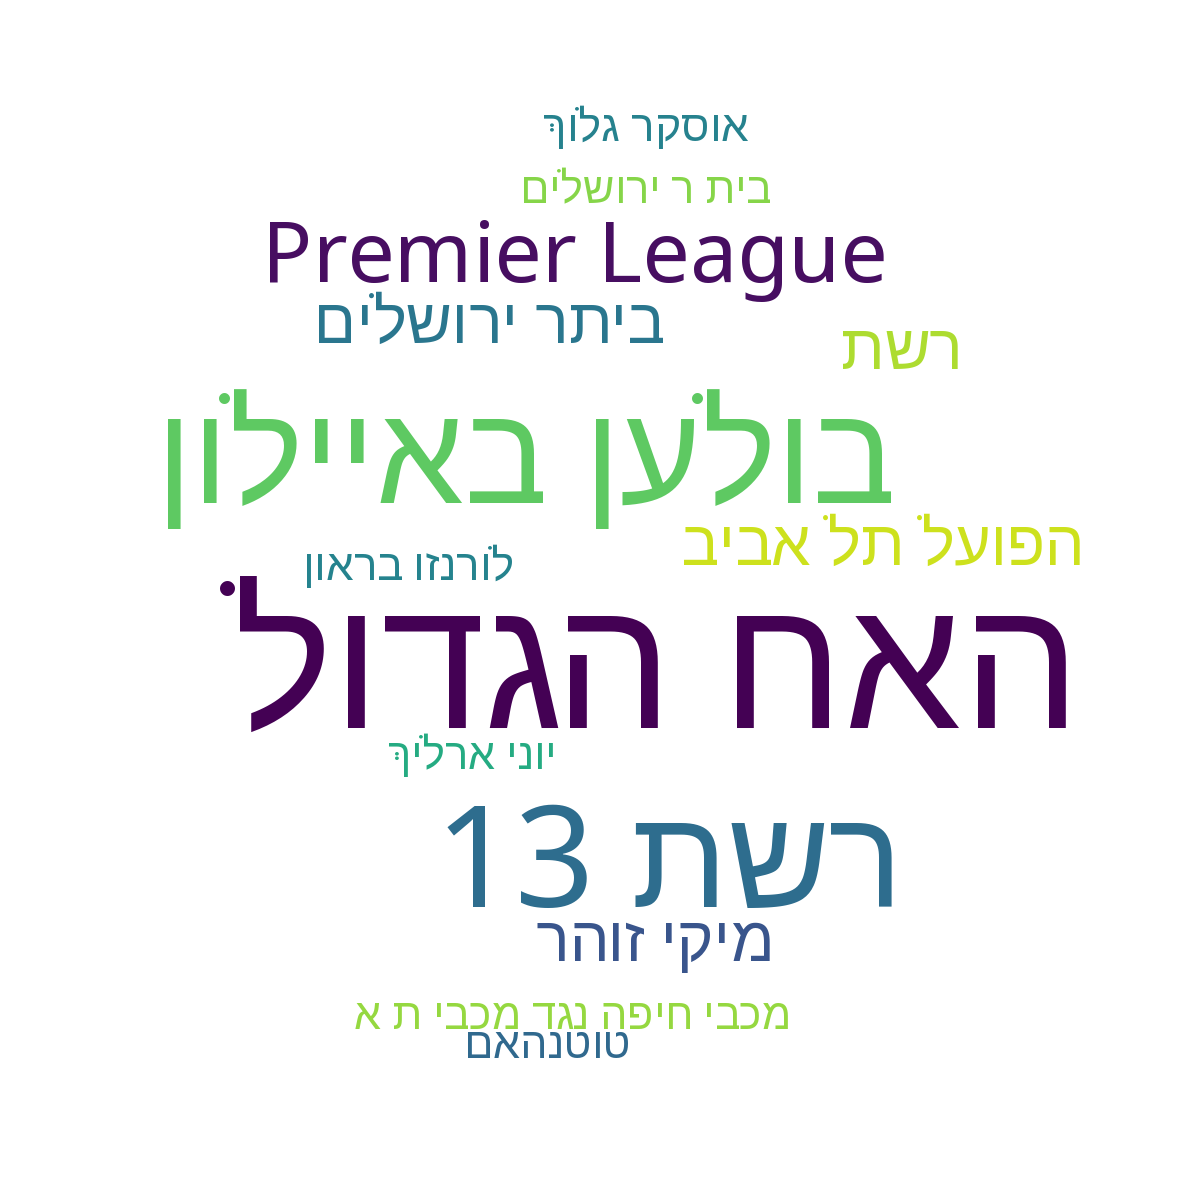 אוסקר גלוך
בית ר ירושלים
Premier League
ביתר ירושלים
רשת
בולען באיילון
הפועל תל אביב
לורנזו בראון
האח הגדול
יוני ארליך
רשת 13
מיקי זוהר
מכבי חיפה נגד מכבי ת א
טוטנהאם